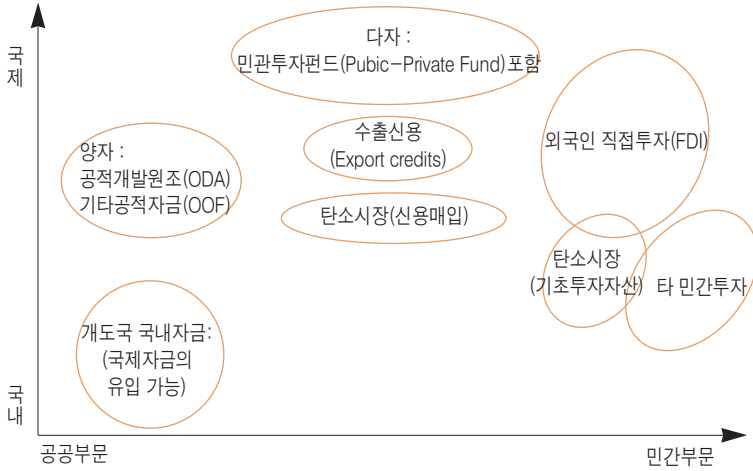 국제
다자 :
민관투자펀드(Pubic-Private Fund)포함
수출신용
(Export credits)
외국인 직접투자(FDI)
양자 :
공적개발원조(ODA)
기타공적자금(OOF)
탄소시장(신용매입)
탄소시장
(기초투자자산)
타 민간투자
개도국 국내자금:
(국제자금의
유입 가능)
국내
공공부문
민간부문